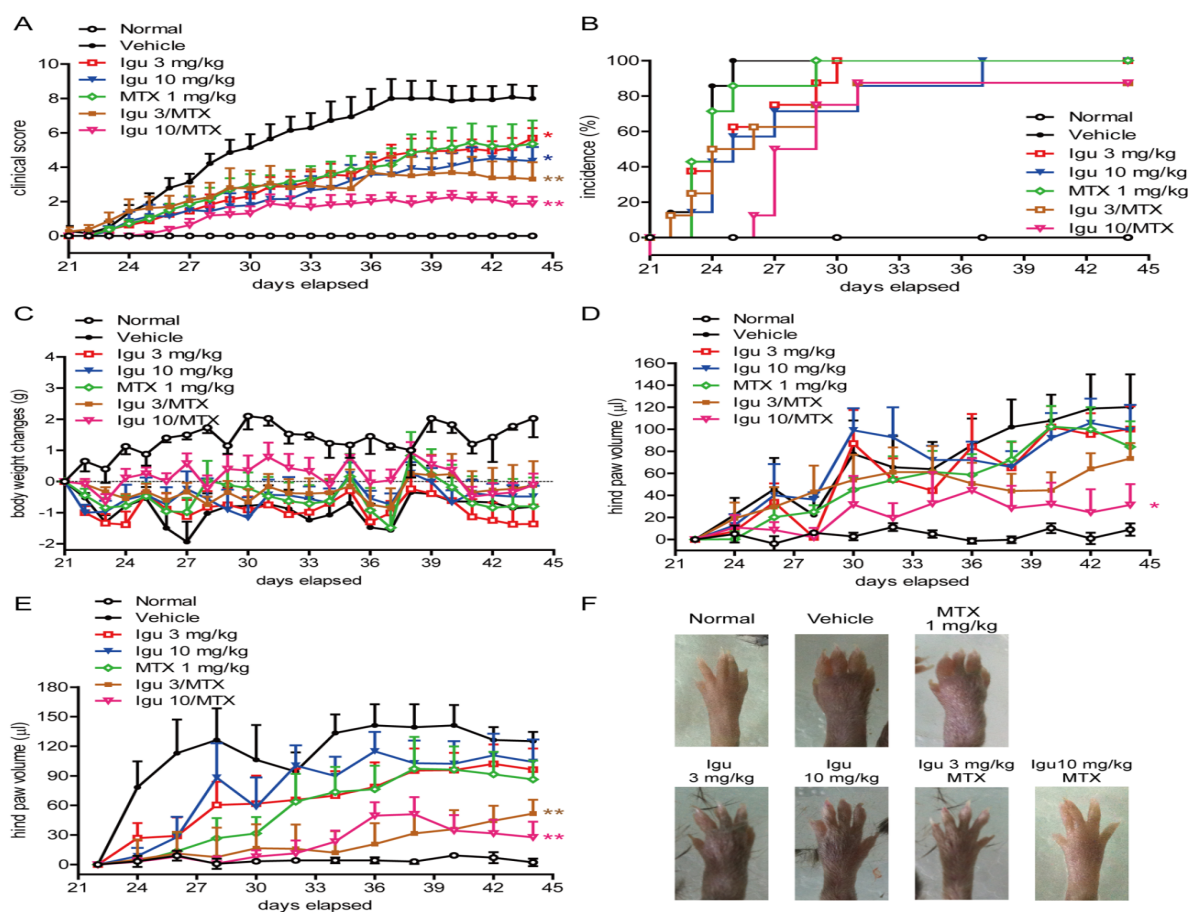 A
Normal
Vehicle
Igu 3 mg/kg
Igu 10 mg/kg
MTX 1 mg/kg
Igu 3/MTX
Igu 10/MTX
clinical score
10
8
6
4
2
0
*
*
**
**
21 24 27 30 33 36 39 42 45
days elapsed
B
incidence (%)
100
80
60
40
20
0
Normal
Vehicle
Igu 3 mg/kg
Igu 10 mg/kg
MTX 1 mg/kg
Igu 3/MTX
Igu 10/MTX
21 24 27 30 33 36 39 42 45
days elapsed
C
Normal
Vehicle
Igu 3 mg/kg
Igu 10 mg/kg
MTX 1 mg/kg
Igu 3/MTX
Igu 10/MTX
body weight changes (g)
4
3
2
1
0
-1
-2
21 23 25 27 29 31 33 35 37 39 41 43 45
days elapsed
D
Normal
Vehicle
Igu 3 mg/kg
Igu 10 mg/kg
MTX 1 mg/kg
Igu 3/MTX
Igu 10/MTX
hind paw volume (µl)
160
140
120
100
80
60
40
20
0
*
21 24 27 30 33 36 39 42 45
days elapsed
E
Normal
Vehicle
Igu 3 mg/kg
Igu 10 mg/kg
MTX 1 mg/kg
Igu 3/MTX
Igu 10/MTX
hind paw volume (µl)
180
150
120
90
60
30
0
**
**
21 24 27 30 33 36 39 42 45
days elapsed
F
Normal
Vehicle
MTX
1 mg/kg
Igu
3 mg/kg
Igu
10 mg/kg
Igu 3 mg/kg
MTX
Igu10 mg/kg
MTX